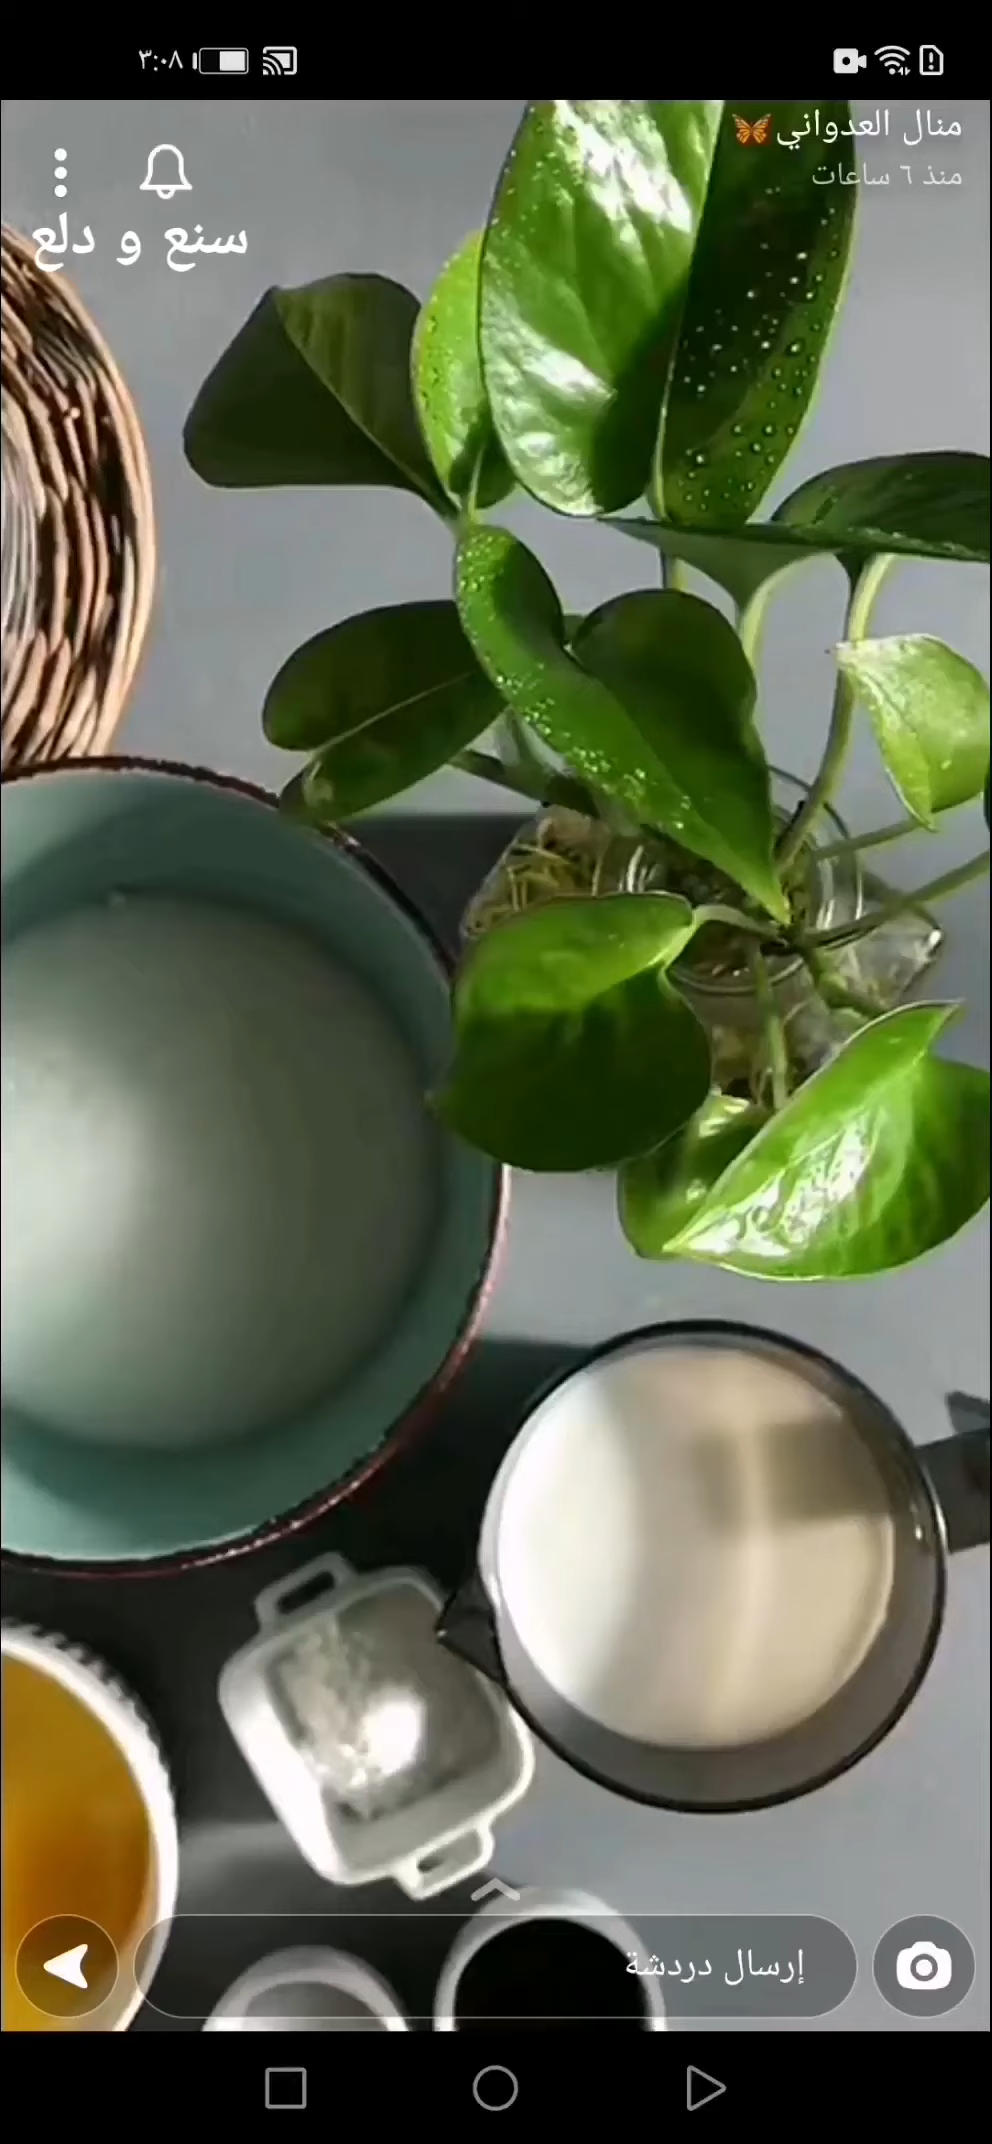 ٣:٠٨
منال العدواني🦋
منذ ٦ ساعات
سنع و دلع
إرسال دردشة